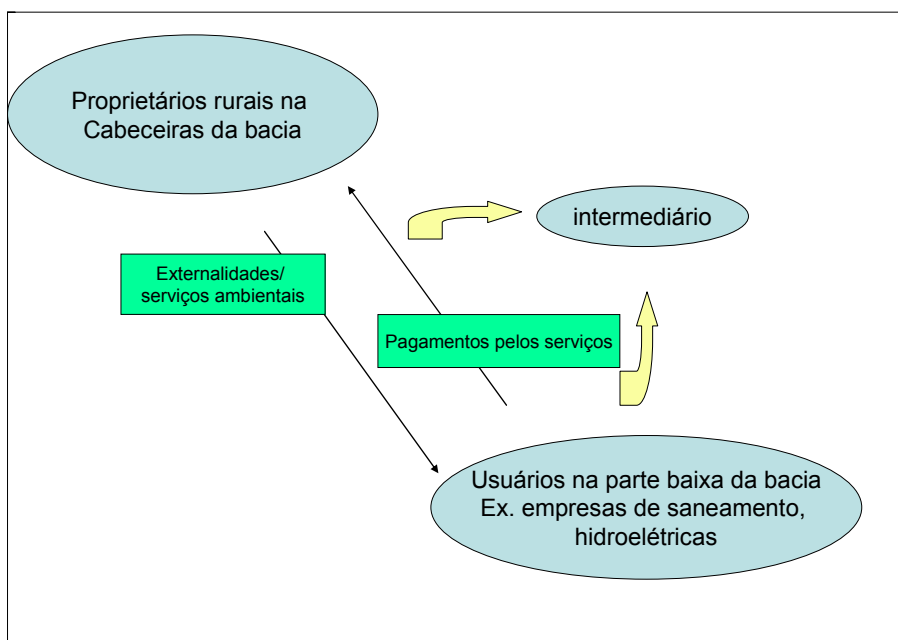 Proprietários rurais na
Cabeceiras da bacia
intermediário
Externalidades/
serviços ambientais
Pagamentos pelos serviços
Usuários na parte baixa da bacia
Ex. empresas de saneamento,
hidroelétricas